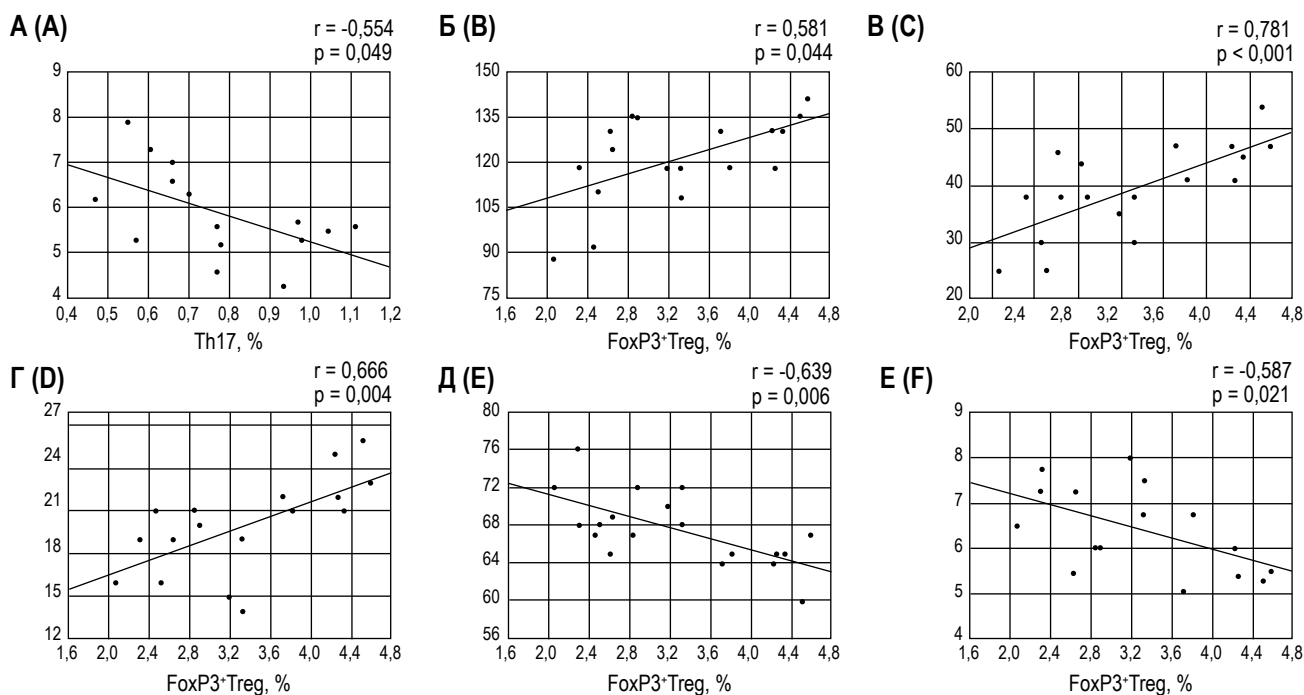 А (A)
r = -0,554
p = 0,049
9
8
7
6
5
4
0,4 0,5 0,6 0,7 0,8 0,9 1,0 1,1 1,2
Th17, %
Б (B)
r = 0,581
p = 0,044
150
135
120
105
90
75
1,6 2,0 2,4 2,8 3,2 3,6 4,0 4,4 4,8
FoxP3⁺Treg, %
В (C)
r = 0,781
p < 0,001
60
50
40
30
20
2,0 2,4 2,8 3,2 3,6 4,0 4,4 4,8
FoxP3⁺Treg, %
Г (D)
r = 0,666
p = 0,004
27
24
21
18
15
12
1,6 2,0 2,4 2,8 3,2 3,6 4,0 4,4 4,8
FoxP3⁺Treg, %
Д (E)
r = -0,639
p = 0,006
80
76
72
68
64
60
56
1,6 2,0 2,4 2,8 3,2 3,6 4,0 4,4 4,8
FoxP3⁺Treg, %
Е (F)
r = -0,587
p = 0,021
9
8
7
6
5
4
1,6 2,0 2,4 2,8 3,2 3,6 4,0 4,4 4,8
FoxP3⁺Treg, %